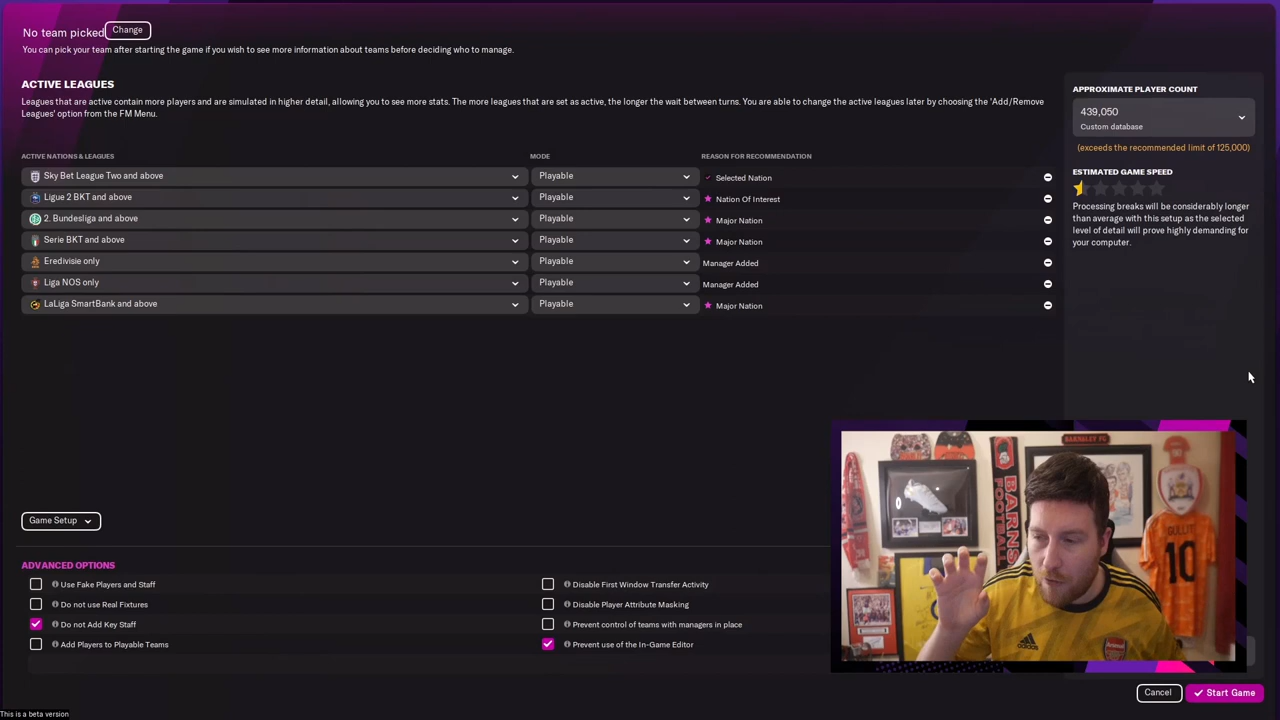 No team picked
Change
You can pick your team after starting the game if you wish to see more information about teams before deciding who to manage.
ACTIVE LEAGUES
Leagues that are active contain more players and are simulated in higher detail, allowing you to see more stats. The more leagues that are set as active, the longer the wait between turns. You are able to change the active leagues later by choosing the 'Add/Remove
Leagues' option from the FM Menu.
ACTIVE NATIONS & LEAGUES MODE REASON FOR RECOMMENDATION
Sky Bet League Two and above Playable Selected Nation
Ligue 2 BKT and above Playable Nation Of Interest
2. Bundesliga and above Playable Major Nation
Serie BKT and above Playable Major Nation
Eredivisie only Playable Manager Added
Liga NOS only Playable Manager Added
LaLiga SmartBank and above Playable Major Nation
APPROXIMATE PLAYER COUNT
439,050
Custom database
(exceeds the recommended limit of 125,000)
ESTIMATED GAME SPEED
Processing breaks will be considerably longer
than average with this setup as the selected
level of detail will prove highly demanding for
your computer.
Game Setup
ADVANCED OPTIONS
Use Fake Players and Staff
Do not use Real Fixtures
Do not Add Key Staff
Add Players to Playable Teams
Disable First Window Transfer Activity
Disable Player Attribute Masking
Prevent control of teams with managers in place
Prevent use of the In-Game Editor
BARNSLEY FC
BARNS
FOOTBALL
GULLIT
10
adidas
Arsenal
Cancel
Start Game
This is a beta version